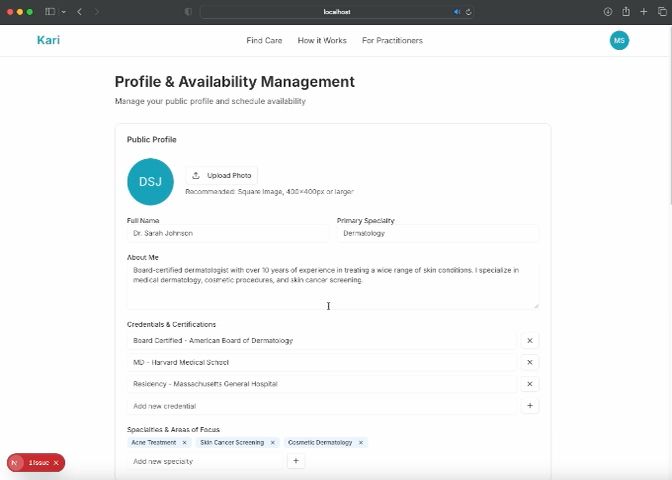 localhost
Kari
Find Care How it Works For Practitioners
MS
Profile & Availability Management
Manage your public profile and schedule availability
Public Profile
DSJ
Upload Photo
Recommended: Square image, 400×400px or larger
Full Name Primary Specialty
Dr. Sarah Johnson Dermatology
About Me
Board-certified dermatologist with over 10 years of experience in treating a wide range of skin conditions. I specialize in
medical dermatology, cosmetic procedures, and skin cancer screening.
Credentials & Certifications
Board Certified - American Board of Dermatology
MD - Harvard Medical School
Residency - Massachusetts General Hospital
Add new credential
Specialties & Areas of Focus
Acne Treatment Skin Cancer Screening Cosmetic Dermatology
Add new specialty
N 1 Issue